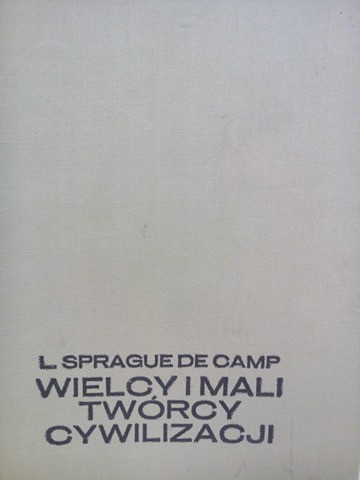 L. SPRAGUE DE CAMP
WIELCY I MALI
TWÓRCY
CYWILIZACJI